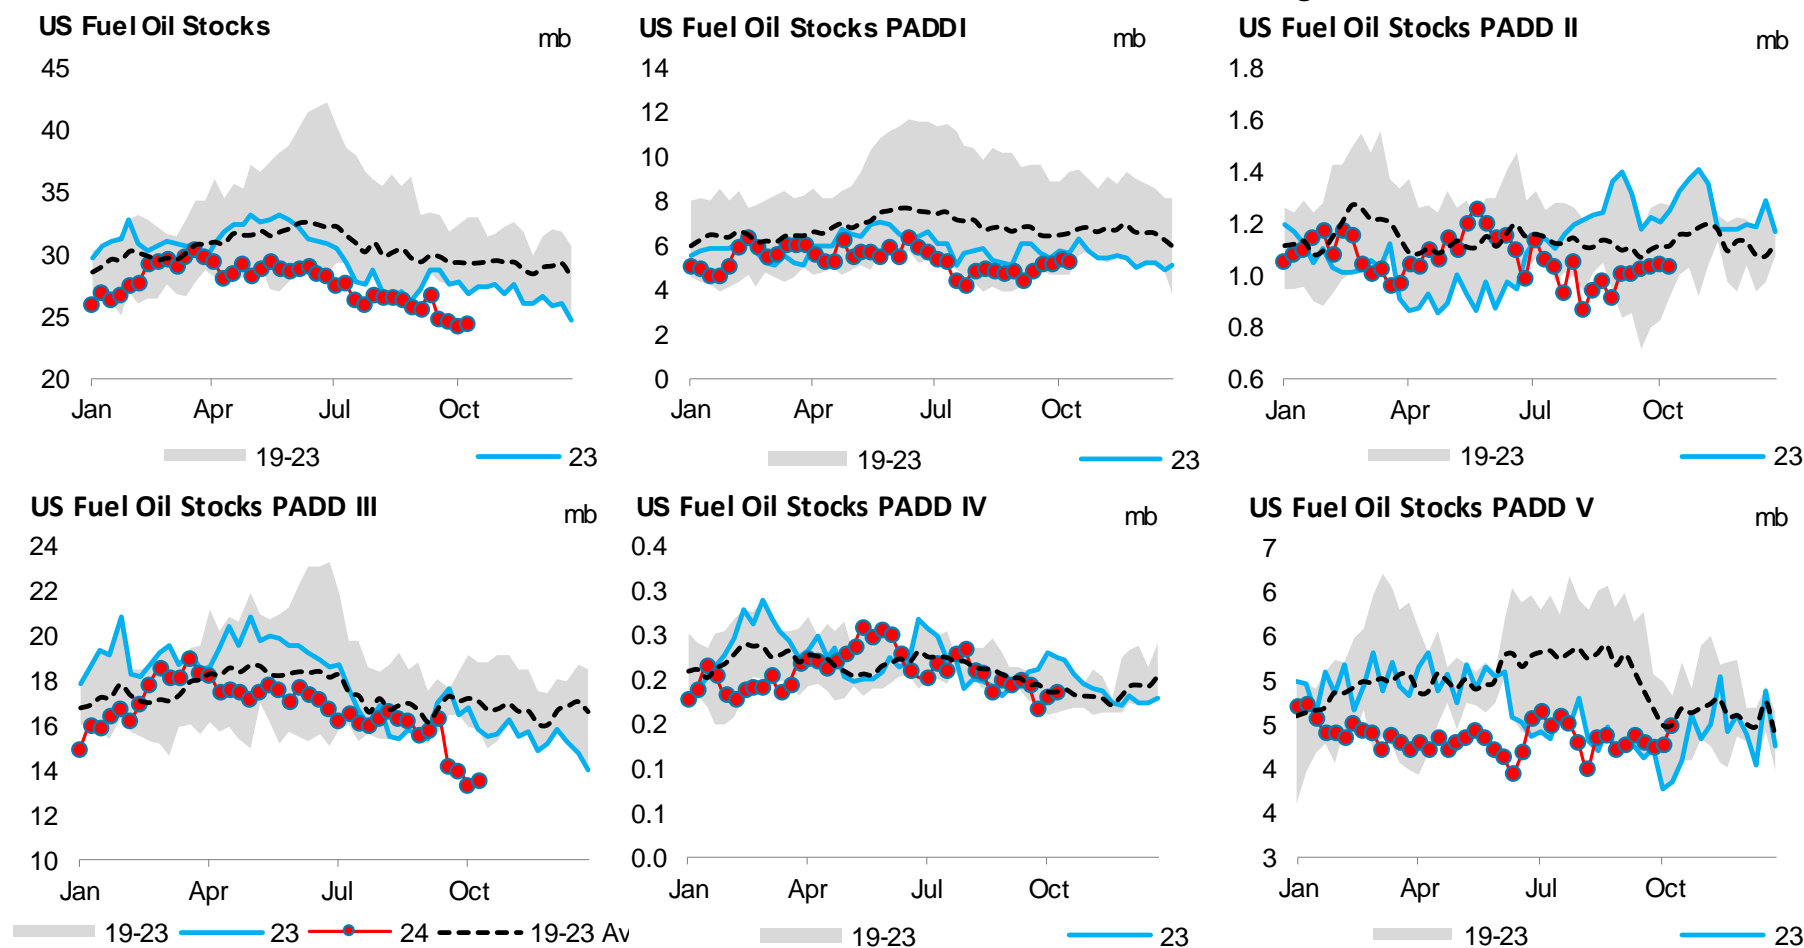 US Fuel Oil Stocks
mb
45
40
35
30
25
20
Jan Apr Jul Oct
19-23 23
US Fuel Oil Stocks PADDI
mb
14
12
10
8
6
4
2
0
Jan Apr Jul Oct
19-23 23
US Fuel Oil Stocks PADD II
mb
1.8
1.6
1.4
1.2
1.0
0.8
0.6
Jan Apr Jul Oct
19-23 23
US Fuel Oil Stocks PADD III
mb
24
22
20
18
16
14
12
10
Jan Apr Jul Oct
19-23 23 24 19-23 Av
US Fuel Oil Stocks PADD IV
mb
0.4
0.3
0.3
0.2
0.2
0.1
0.1
0.0
Jan Apr Jul Oct
19-23 23
US Fuel Oil Stocks PADD V
mb
7
6
6
5
5
4
4
3
Jan Apr Jul Oct
19-23 23